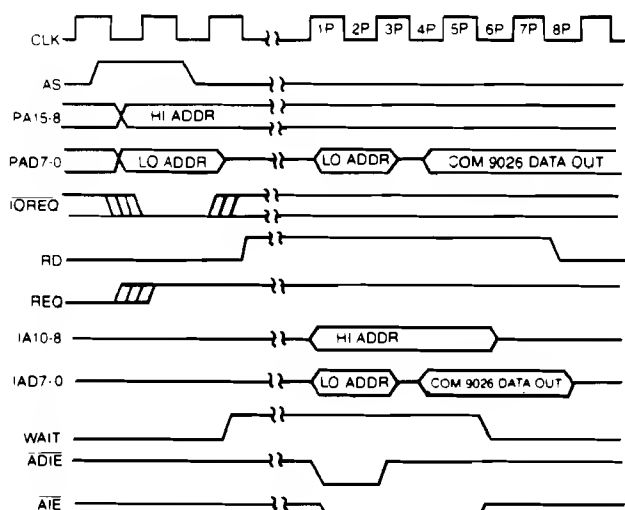 CLK 1P 2P 3P 4P 5P 6P 7P 8P
AS
PA15-8 HI ADDR
PAD7-0 LO ADDR LO ADDR COM 9026 DATA OUT
IOREQ
RD
REQ
IA10-8 HI ADDR
IAD7-0 LO ADDR COM 9026 DATA OUT
WAIT
ADIE
AIE